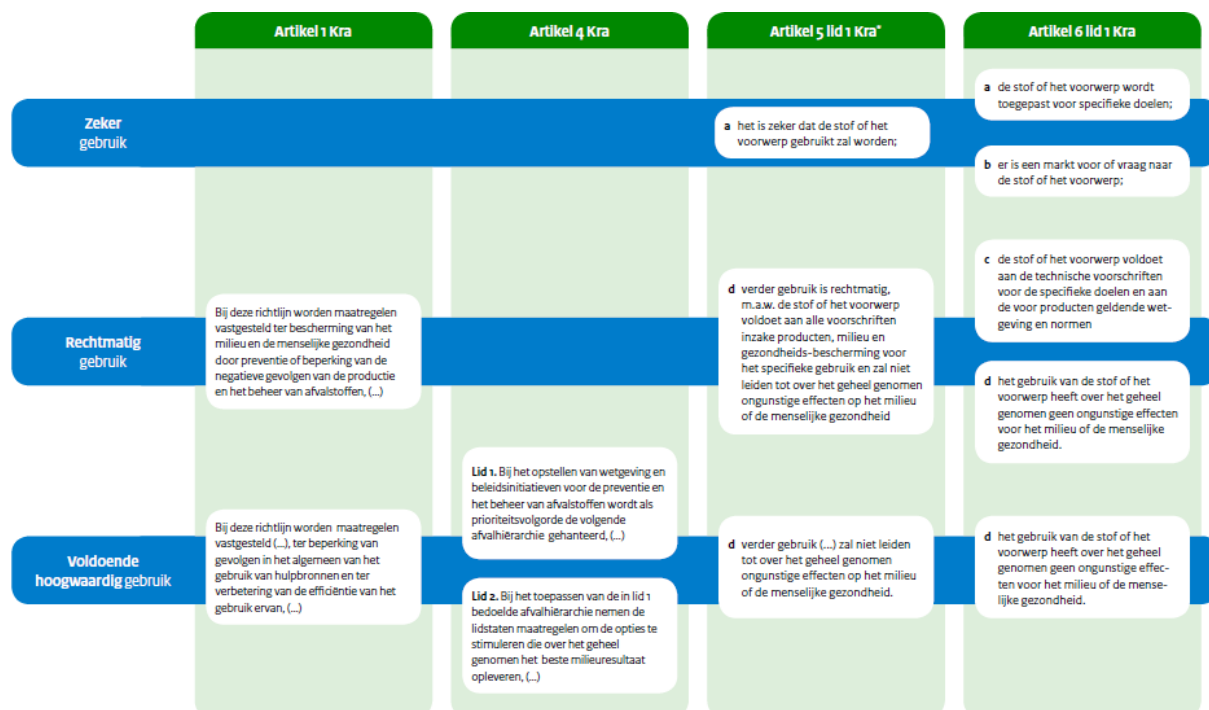 Artikel 1 Kra
Artikel 4 Kra
Artikel 5 lid 1 Kra*
Artikel 6 lid 1 Kra
Zeker
gebruik
a het is zeker dat de stof of het
voorwerp gebruikt zal worden;
a de stof of het voorwerp wordt
toegepast voor specifieke doelen;
b er is een markt voor of vraag naar
de stof of het voorwerp;
Rechtmatig
gebruik
Bij deze richtlijn worden maatregelen
vastgesteld ter bescherming van het
milieu en de menselijke gezondheid
door preventie of beperking van de
negatieve gevolgen van de productie
en het beheer van afvalstoffen, (...)
d verder gebruik is rechtmatig,
m.a.w. de stof of het voorwerp
voldoet aan alle voorschriften
inzake producten, milieu en
gezondheids-bescherming voor
het specifieke gebruik en zal niet
leiden tot over het geheel genomen
ongunstige effecten op het milieu
of de menselijke gezondheid
c de stof of het voorwerp voldoet
aan de technische voorschriften
voor de specifieke doelen en aan
de voor producten geldende wet-
geving en normen
d het gebruik van de stof of het
voorwerp heeft over het geheel
genomen geen ongunstige effecten
voor het milieu of de menselijke
gezondheid.
Voldoende
hoogwaardig gebruik
Bij deze richtlijn worden maatregelen
vastgesteld (...), ter beperking van
gevolgen in het algemeen van het
gebruik van hulpbronnen en ter
verbetering van de efficiëntie van het
gebruik ervan, (...)
Lid 1. Bij het opstellen van wetgeving en
beleidsinitiatieven voor de preventie en
het beheer van afvalstoffen wordt als
prioriteitsvolgorde de volgende
afvalhiërarchie gehanteerd, (...)
Lid 2. Bij het toepassen van de in lid 1
bedoelde afvalhiërarchie nemen de
lidstaten maatregelen om de opties te
stimuleren die over het geheel
genomen het beste milieuresultaat
opleveren, (...)
d verder gebruik (...) zal niet leiden
tot over het geheel genomen
ongunstige effecten op het milieu
of de menselijke gezondheid.
d het gebruik van de stof of het
voorwerp heeft over het geheel
genomen geen ongunstige effec-
ten voor het milieu of de mense-
lijke gezondheid.